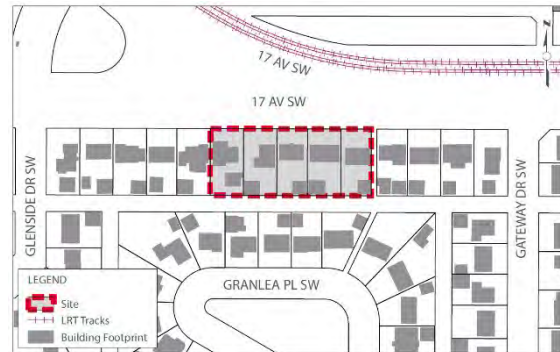 17 AV SW
17 AV SW
N
GLENSIDE DR SW
GATEWAY DR SW
GRANLEA PL SW
LEGEND
Site
LRT Tracks
Building Footprint